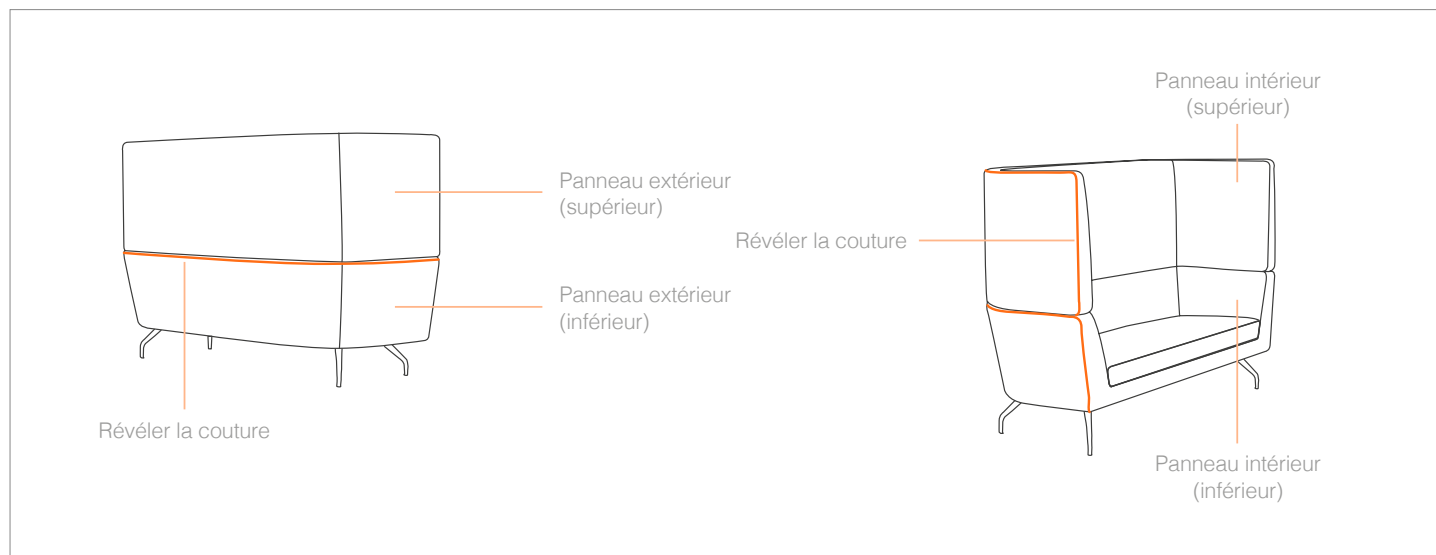 Panneau extérieur
(supérieur)
Panneau extérieur
(inférieur)
Révéler la couture
Panneau intérieur
(supérieur)
Révéler la couture
Panneau intérieur
(inférieur)